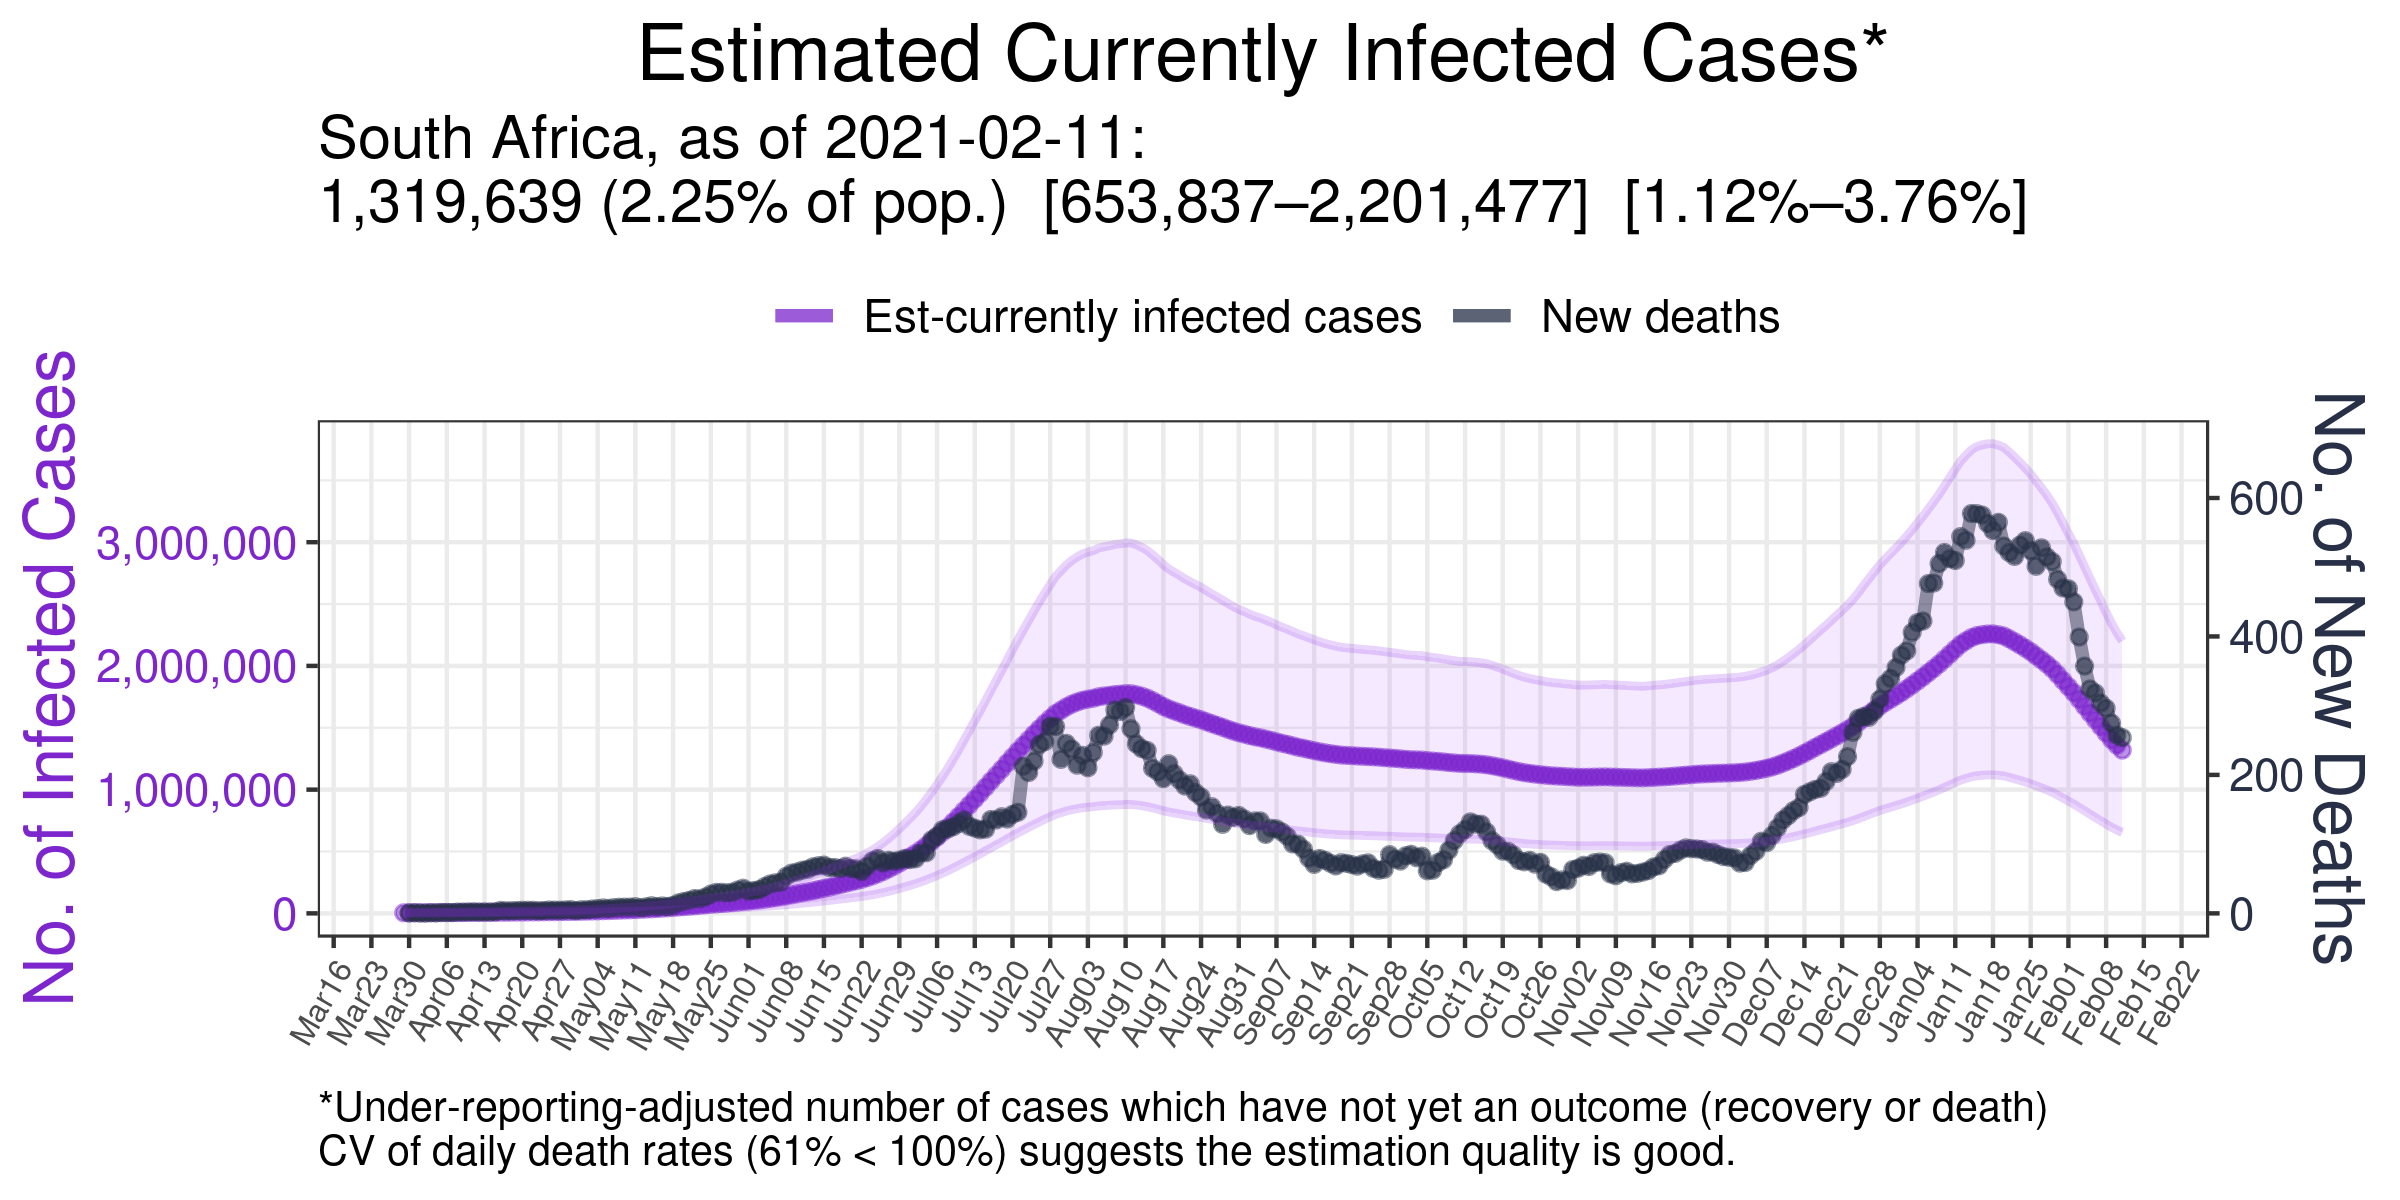 Estimated Currently Infected Cases*
South Africa, as of 2021-02-11:
1,319,639 (2.25% of pop.)  [653,837–2,201,477]  [1.12%–3.76%]
Est-currently infected cases
New deaths
No. of Infected Cases
3,000,000
2,000,000
1,000,000
0
600
400
200
0
No. of New Deaths
Mar16
Mar23
Mar30
Apr06
Apr13
Apr20
Apr27
May04
May11
May18
May25
Jun01
Jun08
Jun15
Jun22
Jun29
Jul06
Jul13
Jul20
Jul27
Aug03
Aug10
Aug17
Aug24
Aug31
Sep07
Sep14
Sep21
Sep28
Oct05
Oct12
Oct19
Oct26
Nov02
Nov09
Nov16
Nov23
Nov30
Dec07
Dec14
Dec21
Dec28
Jan04
Jan11
Jan18
Jan25
Feb01
Feb08
Feb15
Feb22
*Under-reporting-adjusted number of cases which have not yet an outcome (recovery or death)
CV of daily death rates (61% < 100%) suggests the estimation quality is good.